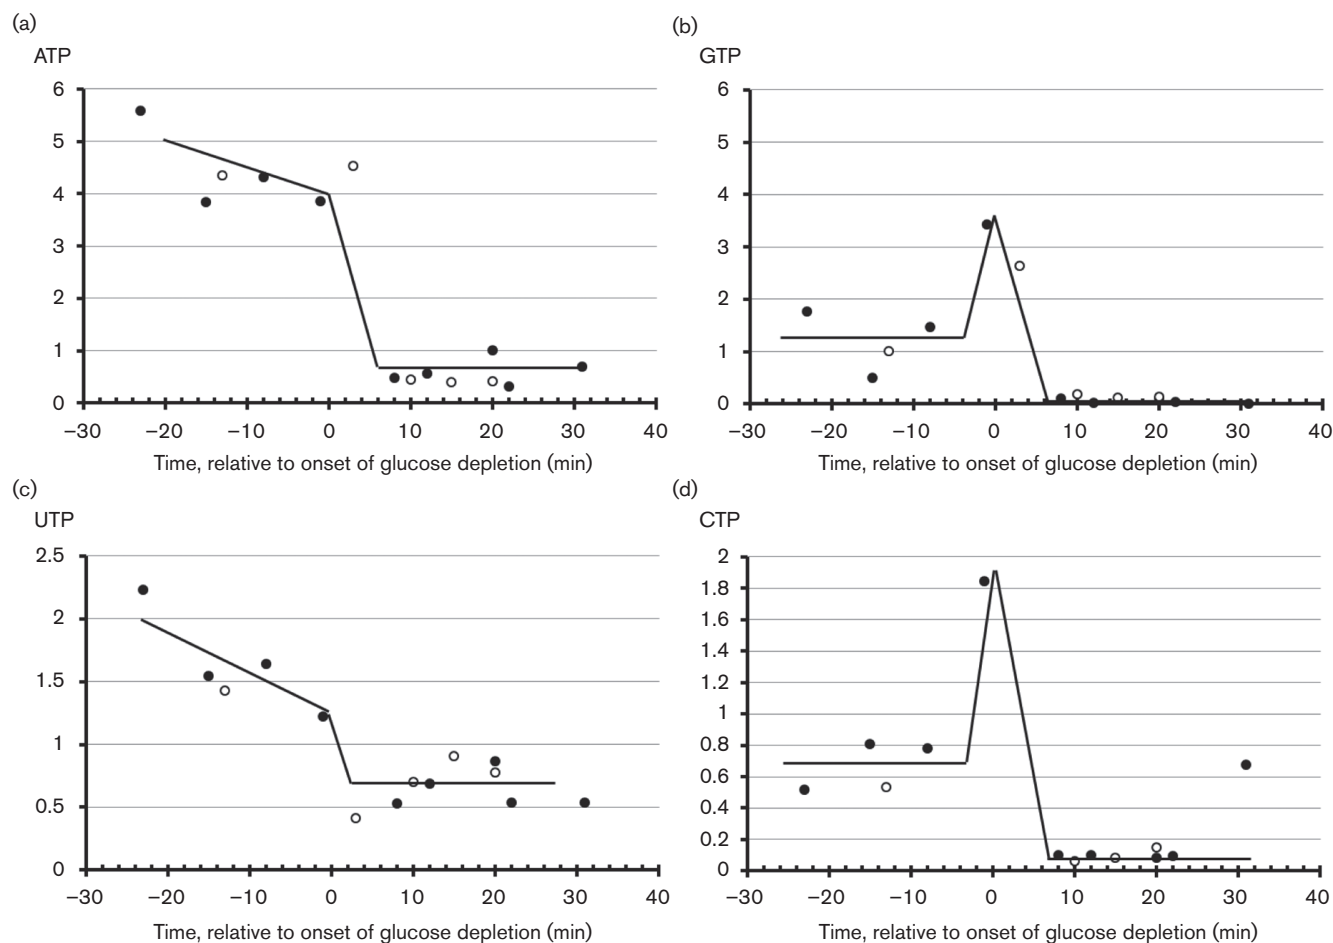 (a)
ATP
6
5
4
3
2
1
0
−30 −20 −10 0 10 20 30 40
Time, relative to onset of glucose depletion (min)
(b)
GTP
6
5
4
3
2
1
0
−30 −20 −10 0 10 20 30 40
Time, relative to onset of glucose depletion (min)
(c)
UTP
2.5
2
1.5
1
0.5
0
−30 −20 −10 0 10 20 30 40
Time, relative to onset of glucose depletion (min)
(d)
CTP
2
1.8
1.6
1.4
1.2
1
0.8
0.6
0.4
0.2
0
−30 −20 −10 0 10 20 30 40
Time, relative to onset of glucose depletion (min)